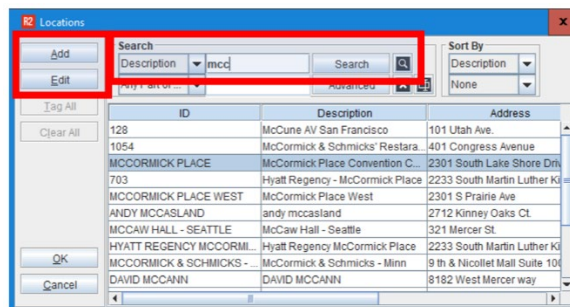 R2 Locations x
Add
Edit
Tag All
Clear All
OK
Cancel
Search
Description mcc Search
Any Part of ... Advanced
Sort By
Description
None
ID Description Address
128 McCune AV San Francisco 101 Utah Ave.
1054 McCormick & Schmicks' Restara... 401 Congress Avenue
MCCORMICK PLACE McCormick Place Convention C... 2301 South Lake Shore Driv
703 Hyatt Regency - McCormick Place 2233 South Martin Luther Ki
MCCORMICK PLACE WEST McCormick Place West 2301 S Prairie Ave
ANDY MCCASLAND andy mccasland 2712 Kinney Oaks Ct.
MCCAW HALL - SEATTLE McCaw Hall - Seattle 321 Mercer St.
HYATT REGENCY MCCORMI... Hyatt Regency McCormick Place 2233 South Martin Luther Ki
MCCORMICK & SCHMICKS - ... McCormick & Schmicks - Minn 9 th & Nicollet Mall Suite 100
DAVID MCCANN DAVID MCCANN 8182 West Mercer way